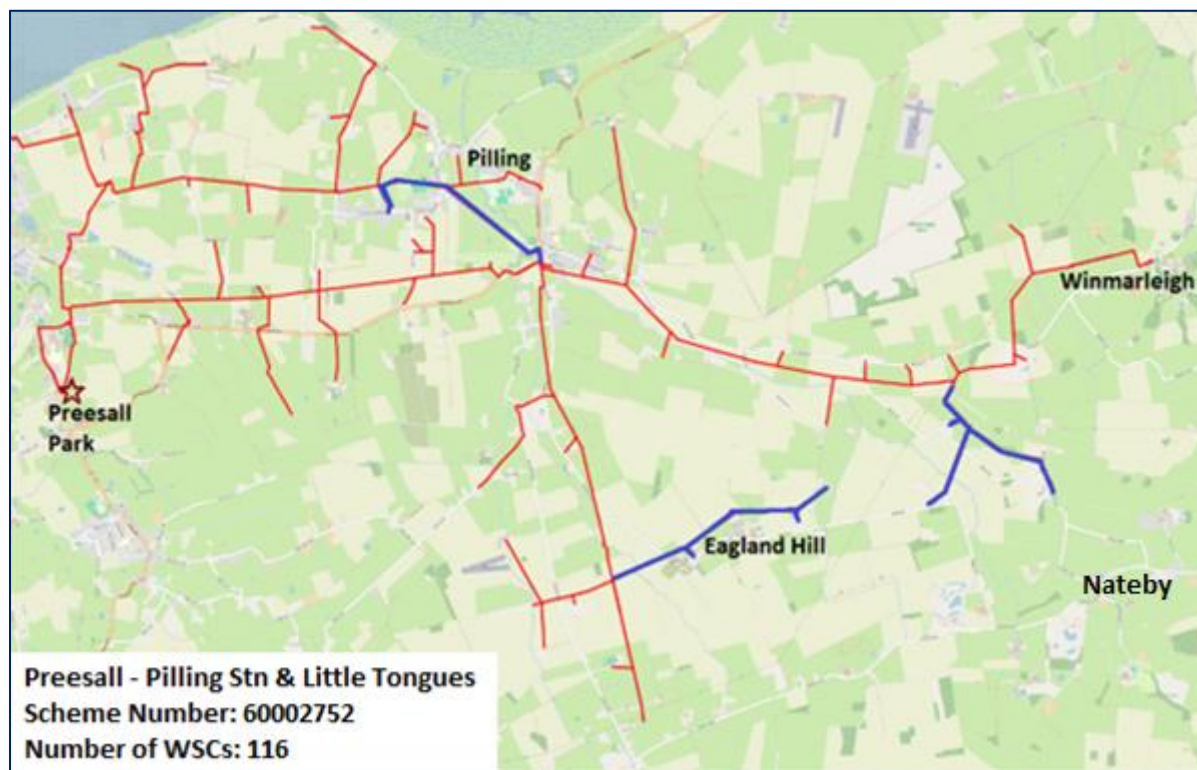 Pilling
Winmarleigh
Preesall
Park
Eagland Hill
Nateby
Preesall - Pilling Stn & Little Tongues
Scheme Number: 60002752
Number of WSCs: 116